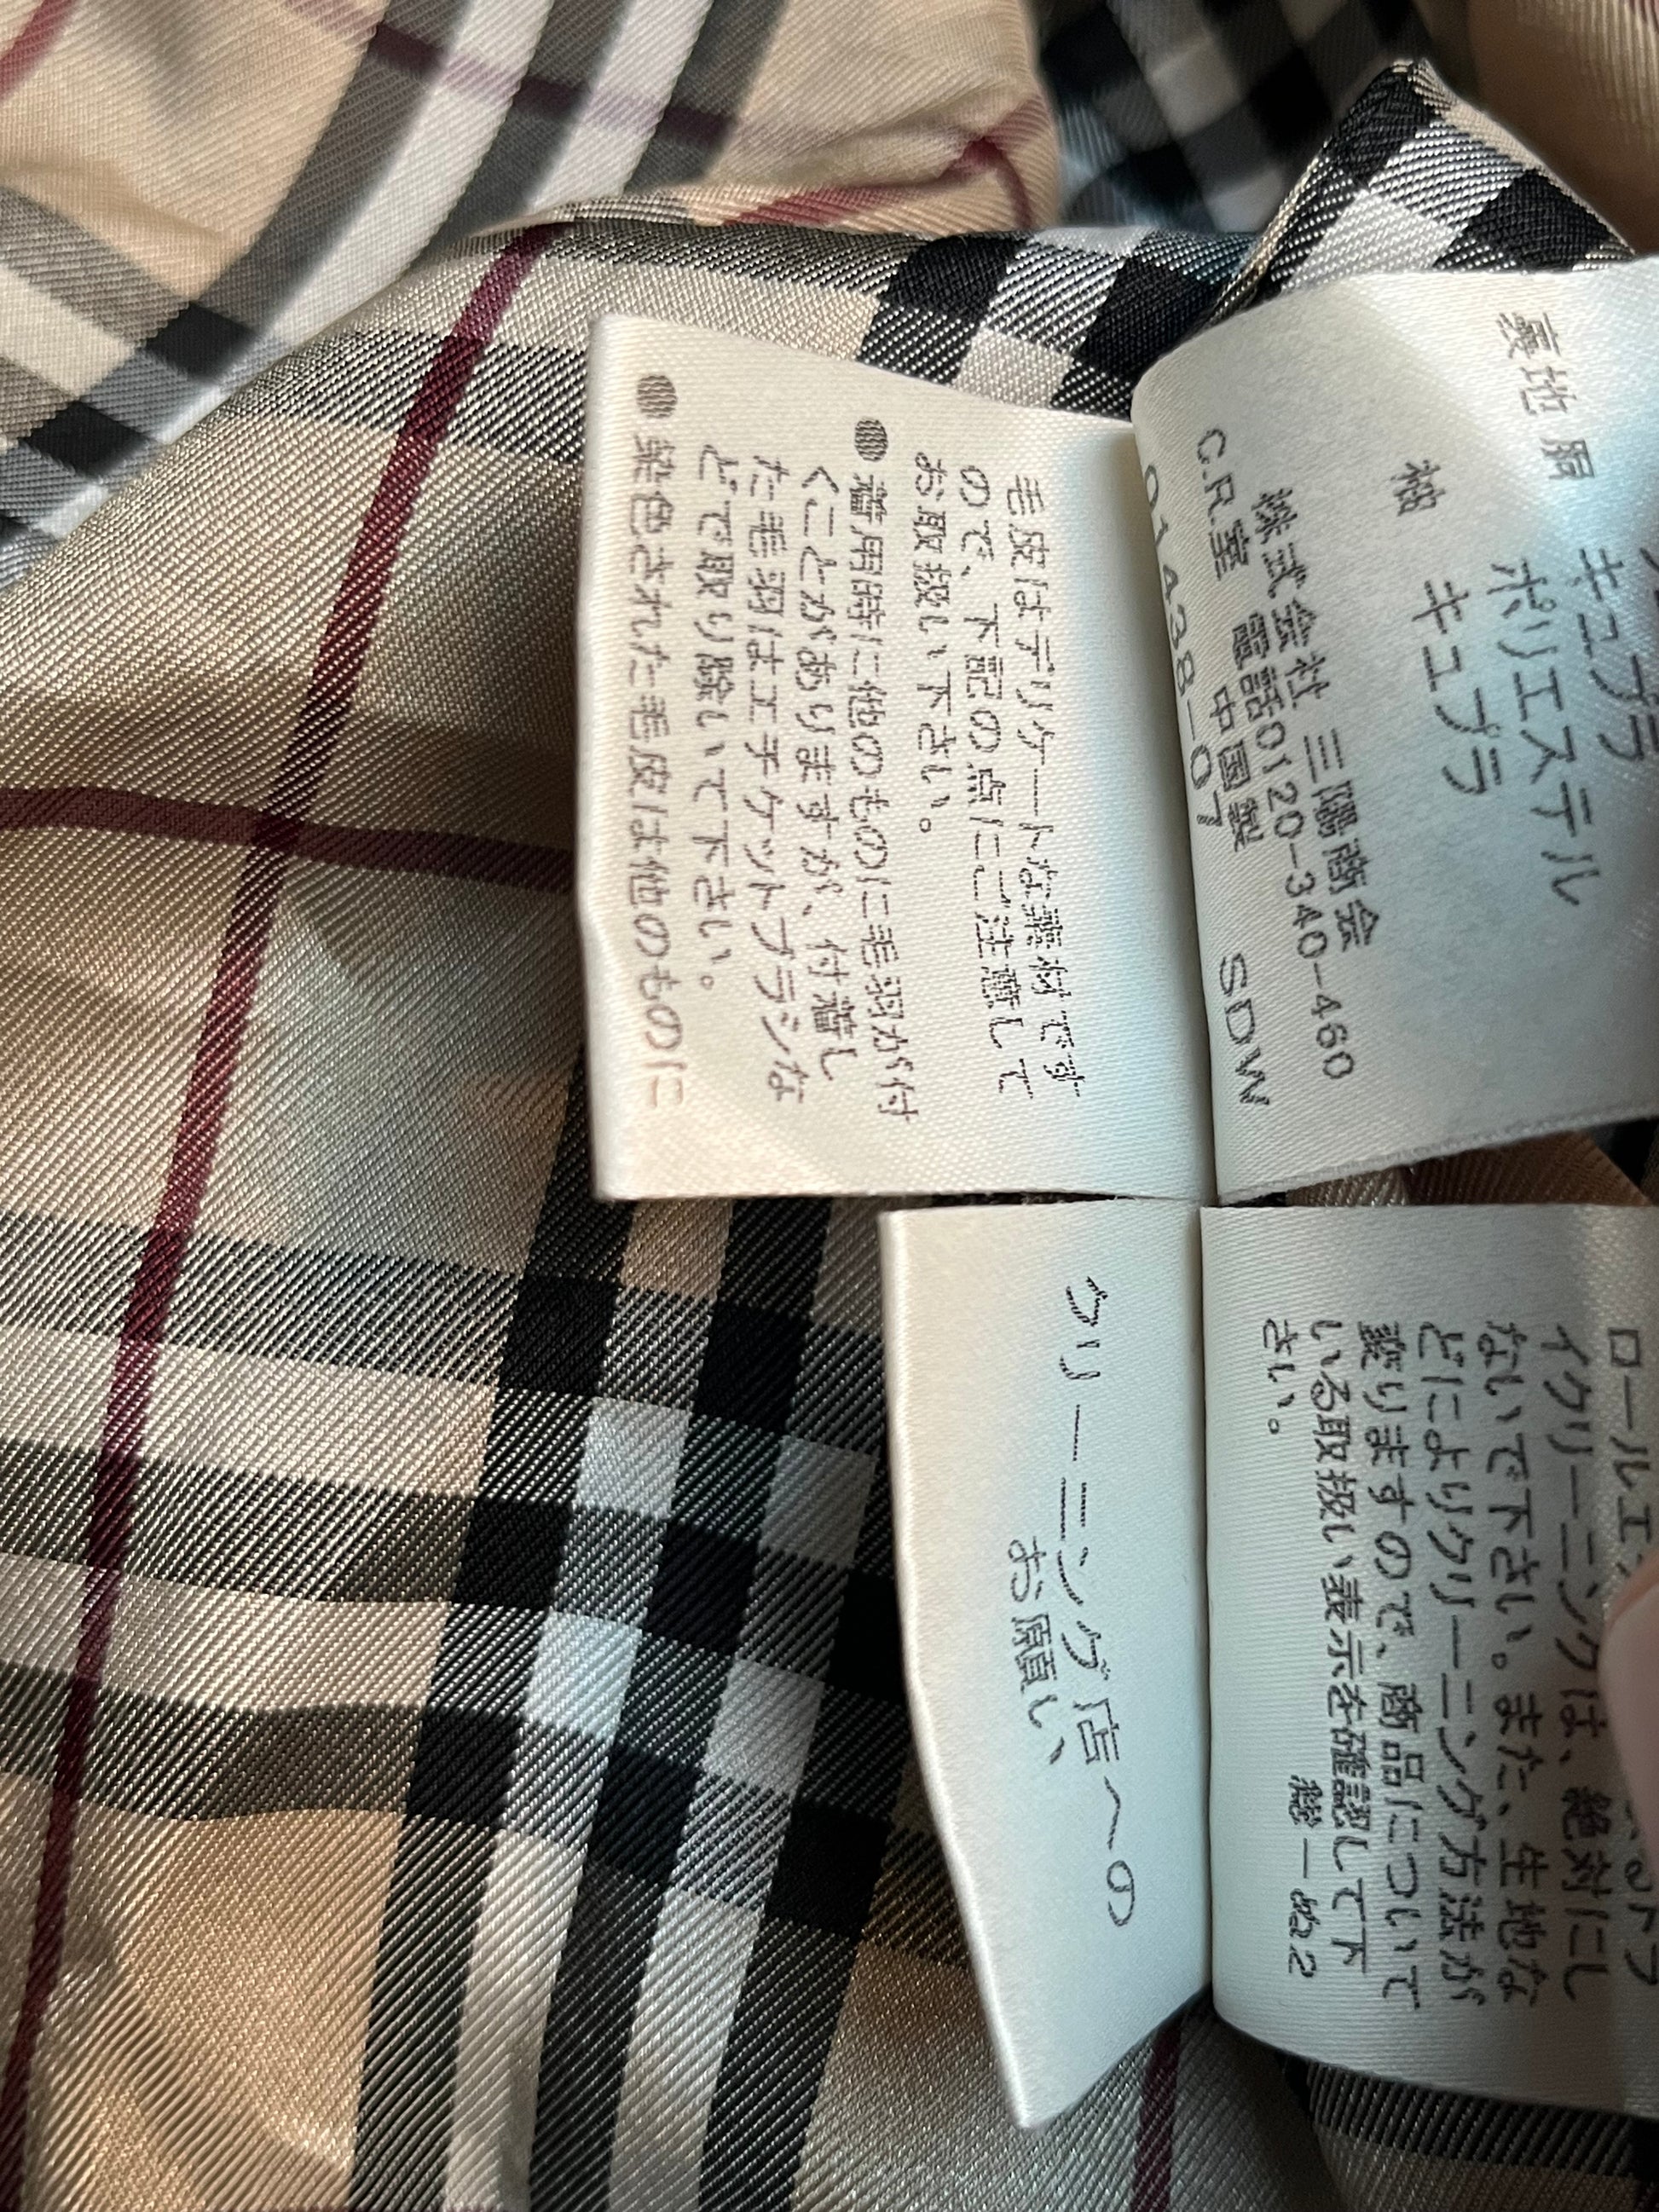 裏地 胴 キュプラ
ポリエステル
袖 キュプラ
株式会社 三陽商会
C.R.室 電話0120-340-460
中国製 SDW
01438-07
毛皮はデリケートな素材です
ので、下記の点にご注意して
お取扱い下さい。
●着用時に他のものに毛羽が付
くことがありますが、付着し
た毛羽はエチケットブラシな
どで取り除いて下さい。
●染色された毛皮は他のものに
ロールエ
イクリーニングは、絶対にし
ないで下さい。また、生地な
どによりクリーニング方法が
変りますので、商品について
いる取扱い表示を確認して下
さい。
継一ぬ2
クリーニング店への
お願い